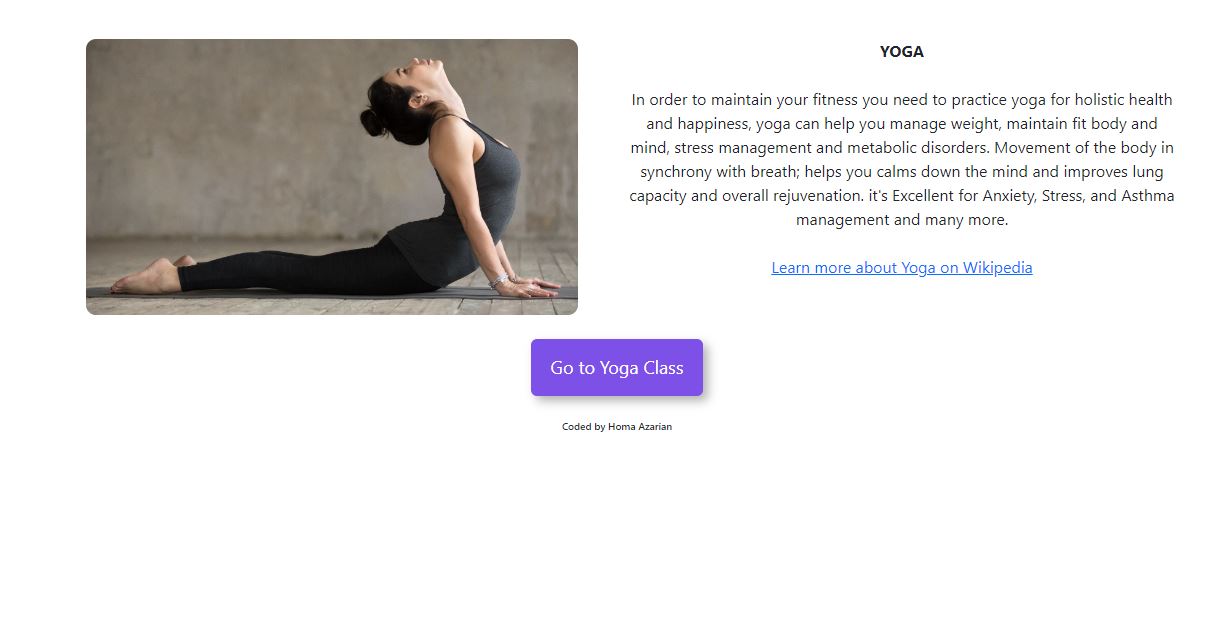 YOGA
In order to maintain your fitness you need to practice yoga for holistic health
and happiness, yoga can help you manage weight, maintain fit body and
mind, stress management and metabolic disorders. Movement of the body in
synchrony with breath; helps you calms down the mind and improves lung
capacity and overall rejuvenation. it's Excellent for Anxiety, Stress, and Asthma
management and many more.
Learn more about Yoga on Wikipedia
Go to Yoga Class
Coded by Homa Azarian